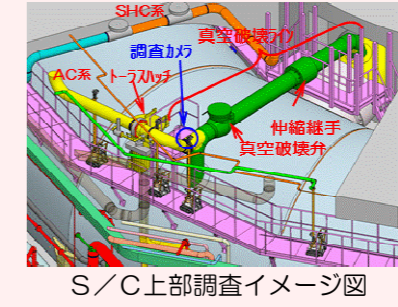 SHC系
真空破壊ﾗｲﾝ
調査ｶﾒﾗ
AC系
ﾄｰﾗｽﾊｯﾁ
伸縮継手
真空破壊弁
Ｓ／Ｃ上部調査イメージ図